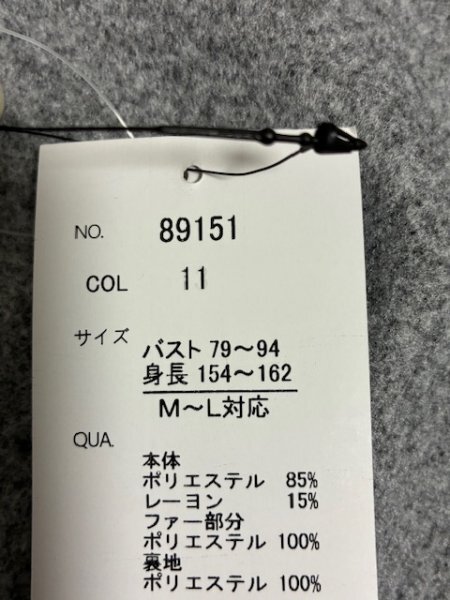 NO. 89151
COL 11
サイズ
バスト 79〜94
身長 154〜162
M〜L対応
QUA.
本体
ポリエステル 85%
レーヨン 15%
ファー部分
ポリエステル 100%
裏地
ポリエステル 100%